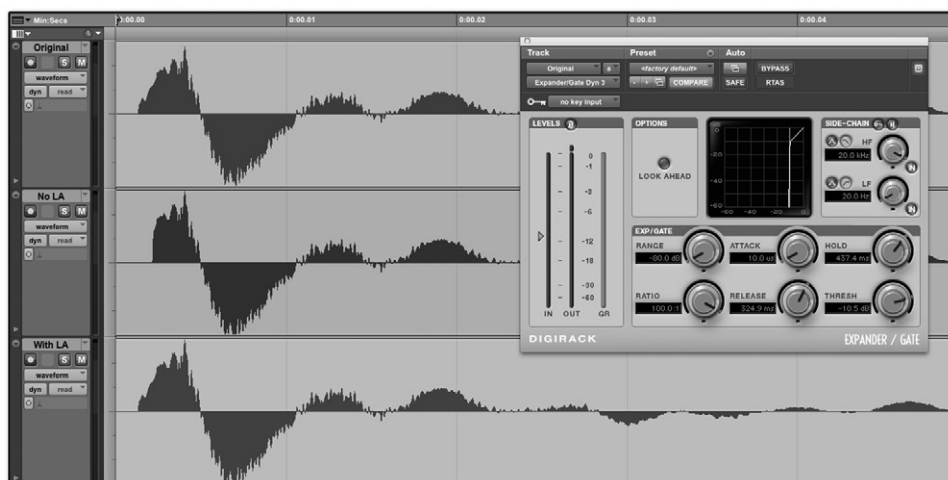 Min:Secs
0:00.00
0:00.01
0:00.02
0:00.03
0:00.04
Original
S M
waveform
dyn read
No LA
S M
waveform
dyn read
With LA
S M
waveform
dyn read
Track Preset Auto
Original a <factory default> BYPASS
Expander/Gate Dyn 3 - + COMPARE SAFE RTAS
no key input
LEVELS
0
-1
-3
-6
-12
-18
-30
-60
IN OUT GR
OPTIONS
LOOK AHEAD
0
-20
-40
-60
-60 -40 -20 0
SIDE-CHAIN
HF
20.0 kHz
IN
LF
20.0 Hz
IN
EXP/GATE
RANGE ATTACK HOLD
-80.0 dB 10.0 us 437.4 ms
RATIO RELEASE THRESH
100.0:1 324.9 ms -10.5 dB
DIGIRACK EXPANDER / GATE